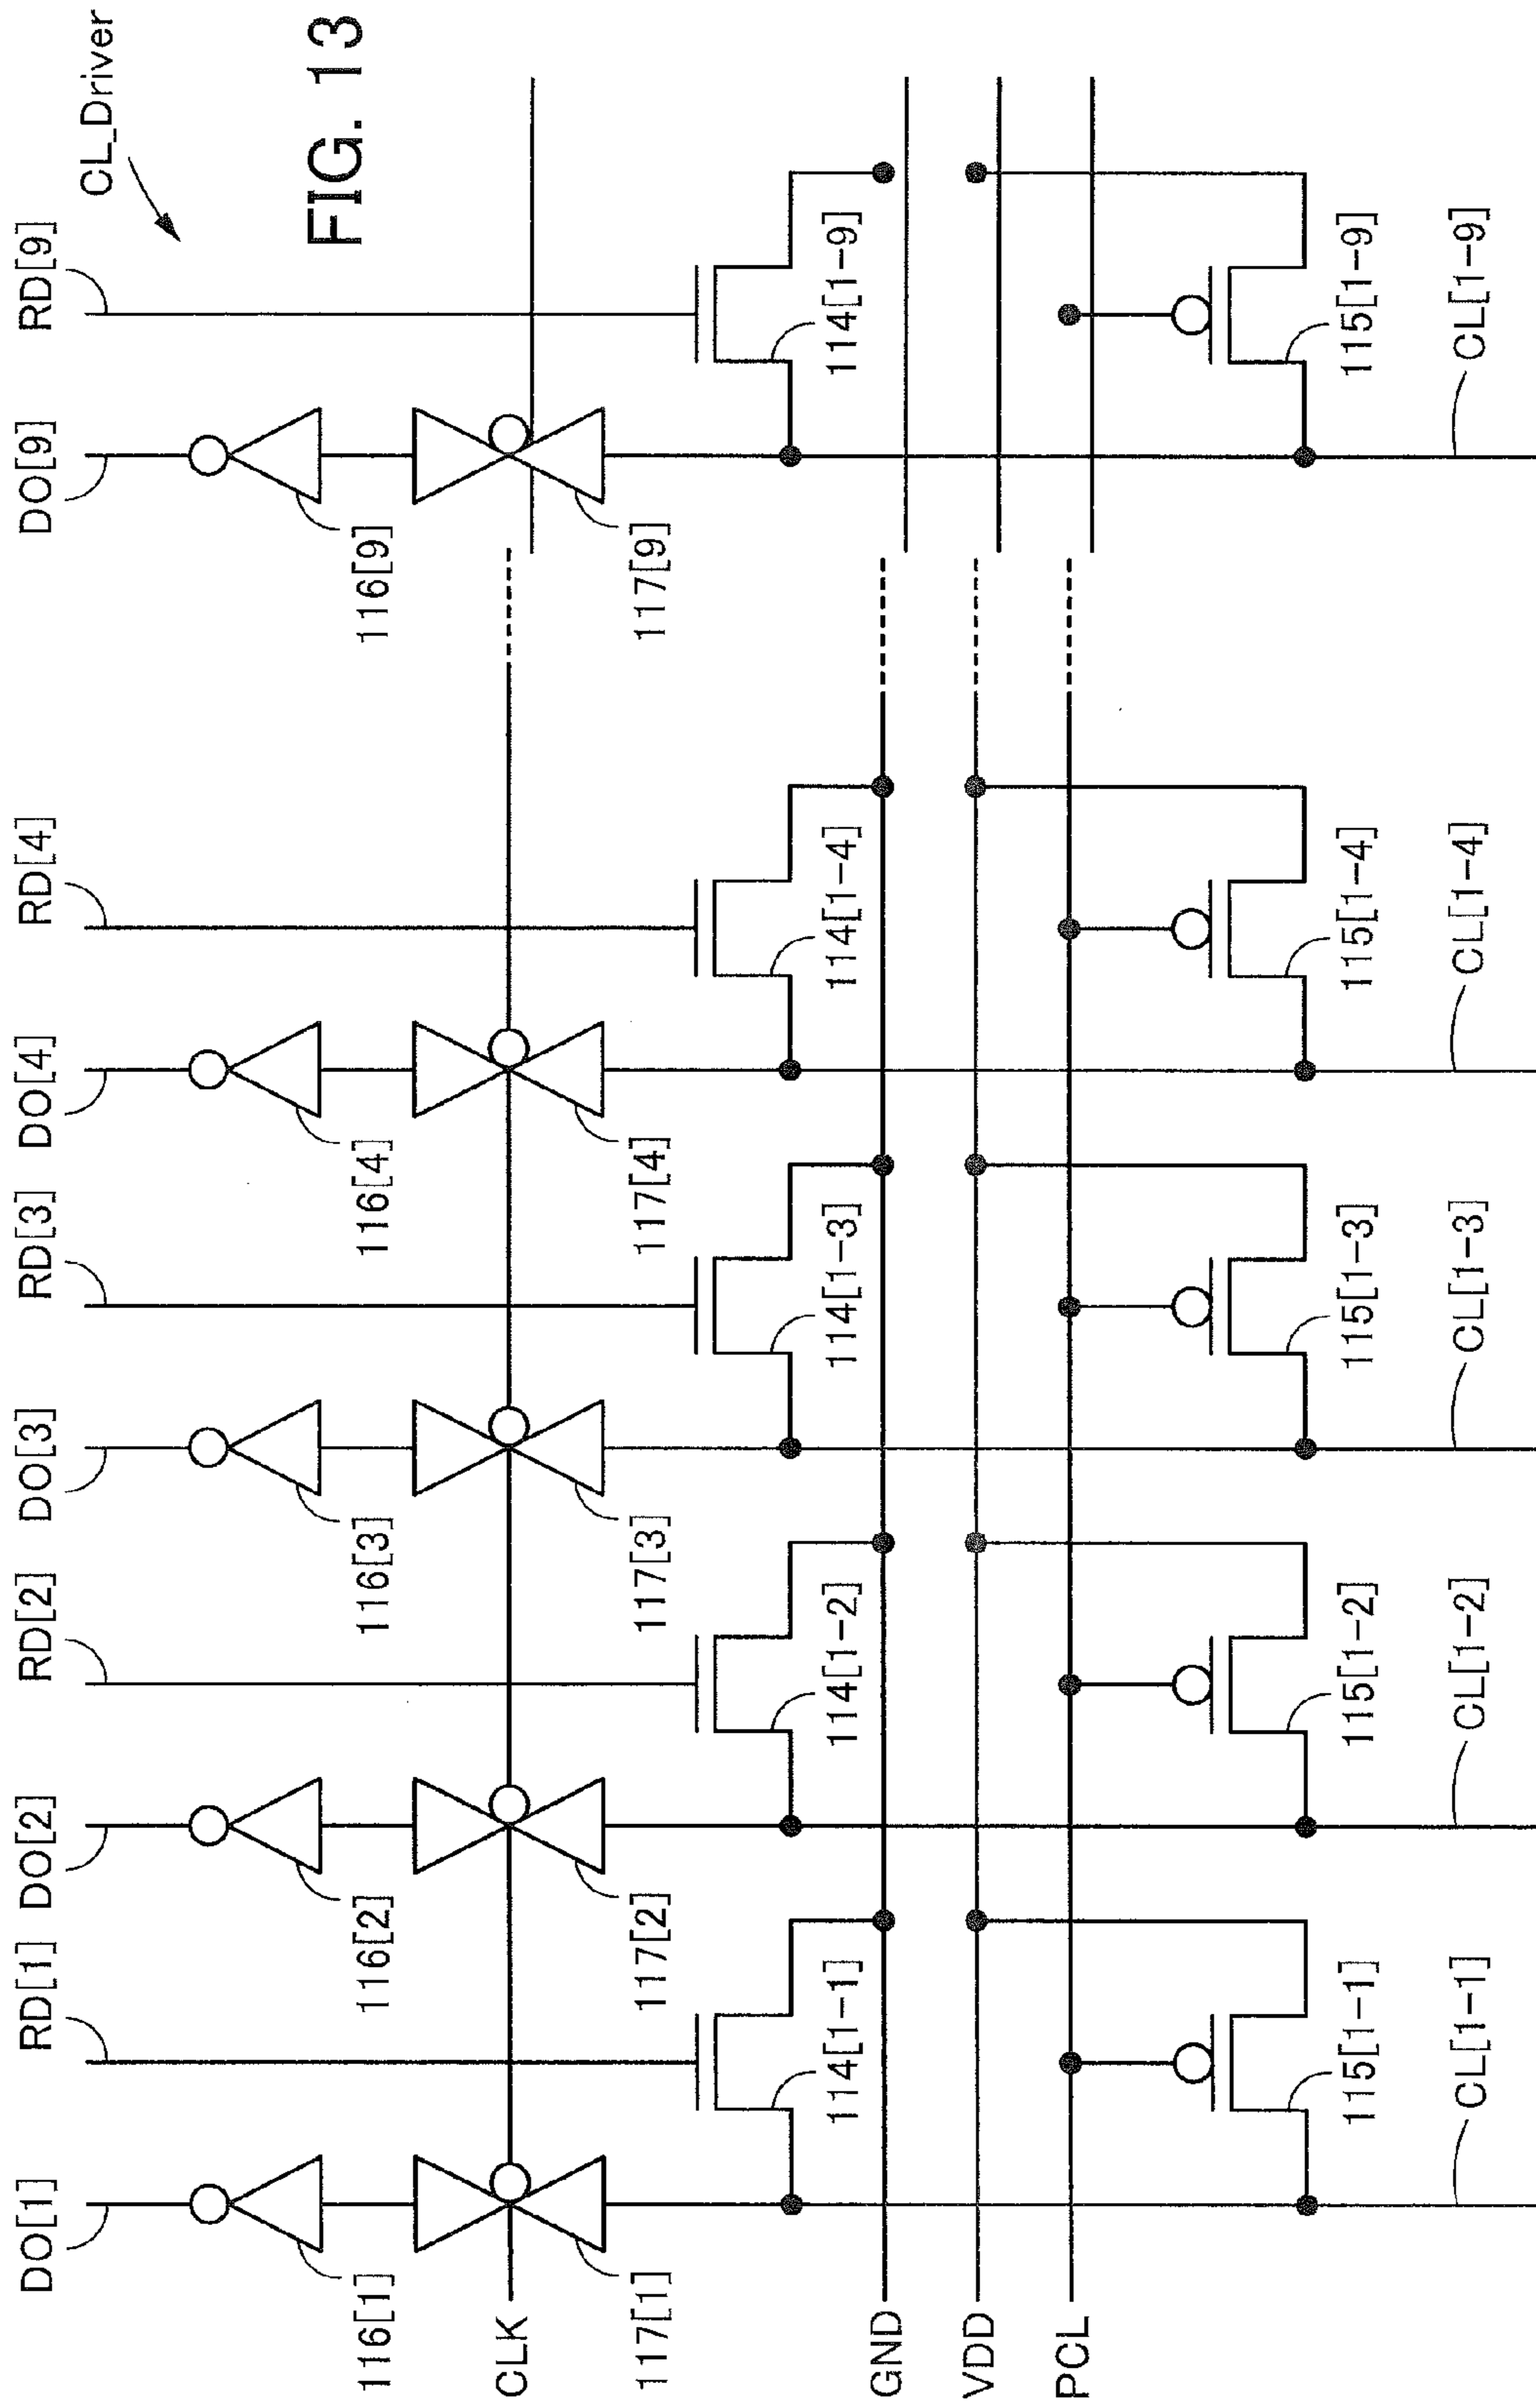 FIG. 13
CL_Driver
DO[1]
RD[1]
DO[2]
RD[2]
DO[3]
RD[3]
DO[4]
RD[4]
DO[9]
RD[9]
116[1]
116[2]
116[3]
116[4]
116[9]
CLK
117[1]
117[2]
117[3]
117[4]
117[9]
114[1-1]
114[1-2]
114[1-3]
114[1-4]
114[1-9]
GND
VDD
PCL
115[1-1]
115[1-2]
115[1-3]
115[1-4]
115[1-9]
CL[1-1]
CL[1-2]
CL[1-3]
CL[1-4]
CL[1-9]